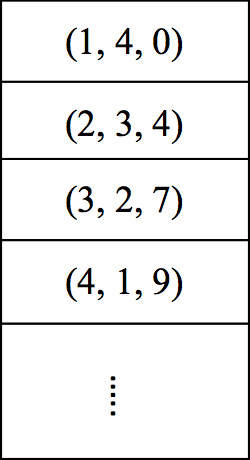 (1, 4, 0)
(2, 3, 4)
(3, 2, 7)
(4, 1, 9)
⋮